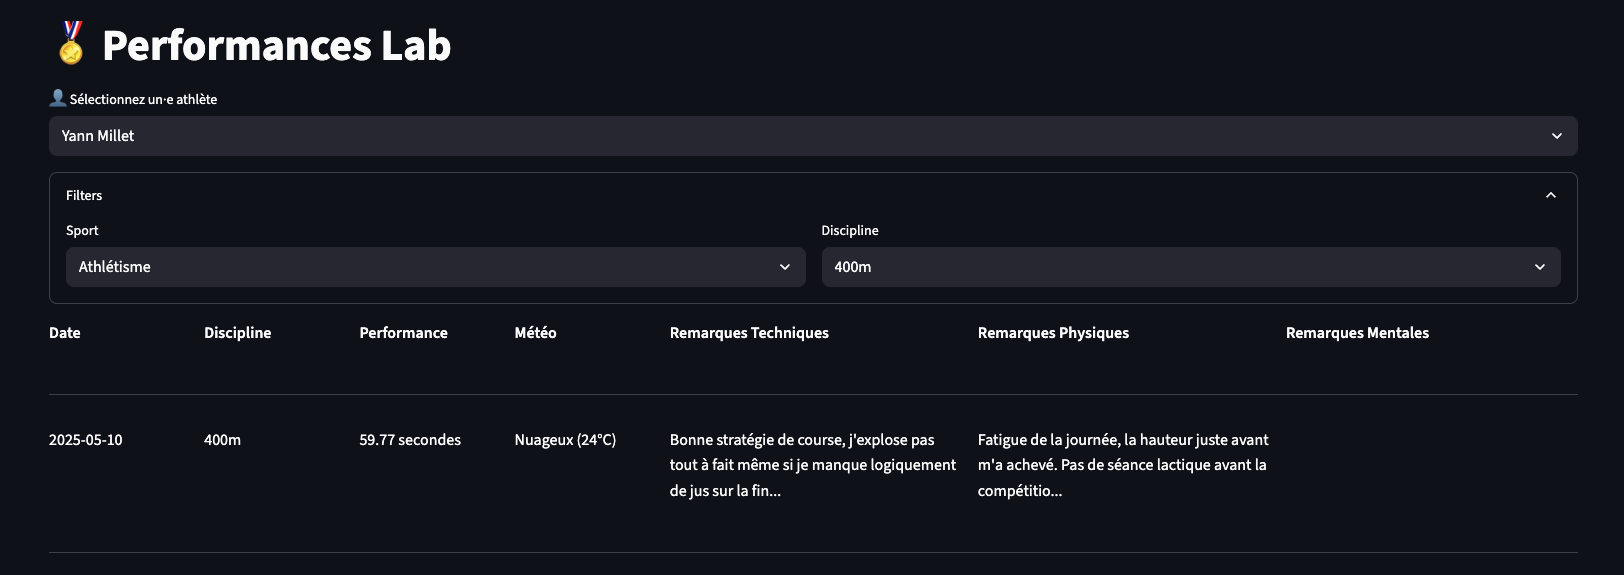 Performances Lab
Sélectionnez un·e athlète
Yann Millet
Filters
Sport
Discipline
Athlétisme
400m
Date Discipline Performance Météo Remarques Techniques Remarques Physiques Remarques Mentales
2025-05-10 400m 59.77 secondes Nuageux (24°C)
Bonne stratégie de course, j'explose pas
tout à fait même si je manque logiquement
de jus sur la fin...
Fatigue de la journée, la hauteur juste avant
m'a achevé. Pas de séance lactique avant la
compétitio...